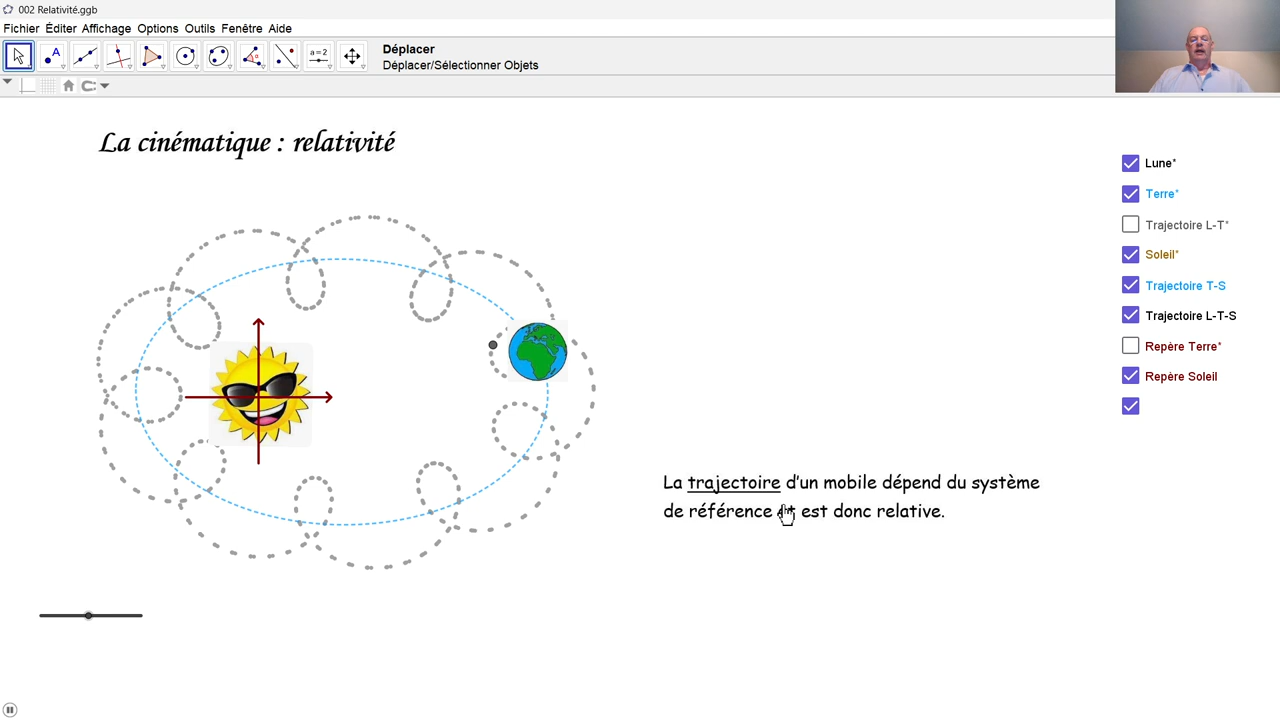 002 Relativité.ggb
Fichier Éditer Affichage Options Outils Fenêtre Aide
A
a=2
Déplacer
Déplacer/Sélectionner Objets
La cinématique : relativité
Lune*
Terre*
Trajectoire L-T*
Soleil*
Trajectoire T-S
Trajectoire L-T-S
Repère Terre*
Repère Soleil
La trajectoire d'un mobile dépend du système
de référence et est donc relative.